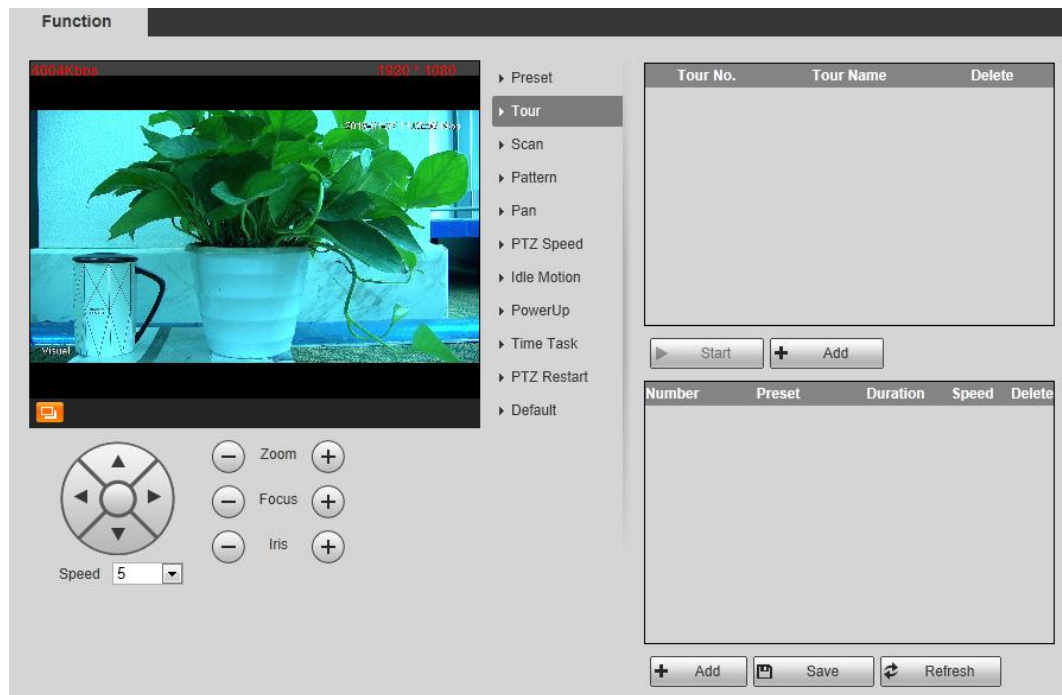 Function
4004Kbps 1920 * 1080
Visuel
Speed 5
Zoom
Focus
Iris
Preset
Tour
Scan
Pattern
Pan
PTZ Speed
Idle Motion
PowerUp
Time Task
PTZ Restart
Default
Tour No. Tour Name Delete
Start Add
Number Preset Duration Speed Delete
Add Save Refresh